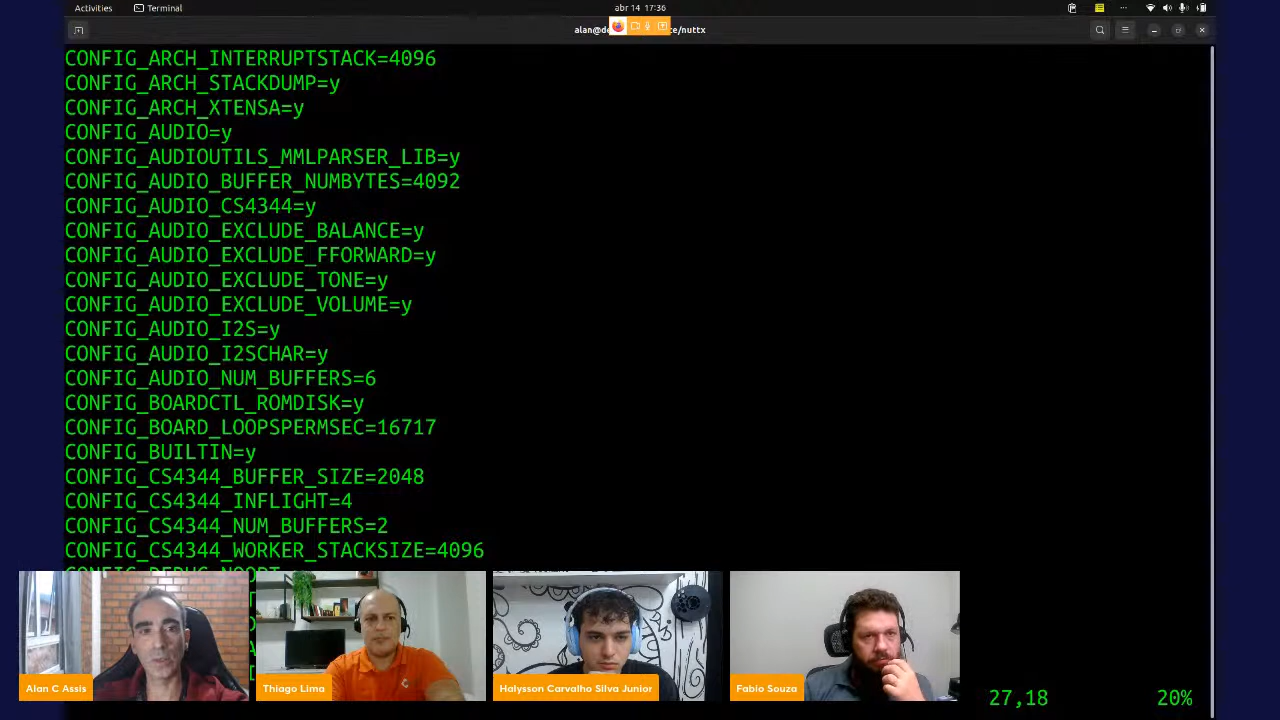 Activities Terminal abr 14 17:36
alan@de ce/nuttx
CONFIG_ARCH_INTERRUPTSTACK=4096
CONFIG_ARCH_STACKDUMP=y
CONFIG_ARCH_XTENSA=y
CONFIG_AUDIO=y
CONFIG_AUDIOUTILS_MMLPARSER_LIB=y
CONFIG_AUDIO_BUFFER_NUMBYTES=4092
CONFIG_AUDIO_CS4344=y
CONFIG_AUDIO_EXCLUDE_BALANCE=y
CONFIG_AUDIO_EXCLUDE_FFORWARD=y
CONFIG_AUDIO_EXCLUDE_TONE=y
CONFIG_AUDIO_EXCLUDE_VOLUME=y
CONFIG_AUDIO_I2S=y
CONFIG_AUDIO_I2SCHAR=y
CONFIG_AUDIO_NUM_BUFFERS=6
CONFIG_BOARDCTL_ROMDISK=y
CONFIG_BOARD_LOOPSPERMSEC=16717
CONFIG_BUILTIN=y
CONFIG_CS4344_BUFFER_SIZE=2048
CONFIG_CS4344_INFLIGHT=4
CONFIG_CS4344_NUM_BUFFERS=2
CONFIG_CS4344_WORKER_STACKSIZE=4096
Alan C Assis
Thiago Lima
Halysson Carvalho Silva Junior
Fabio Souza
27,18 20%